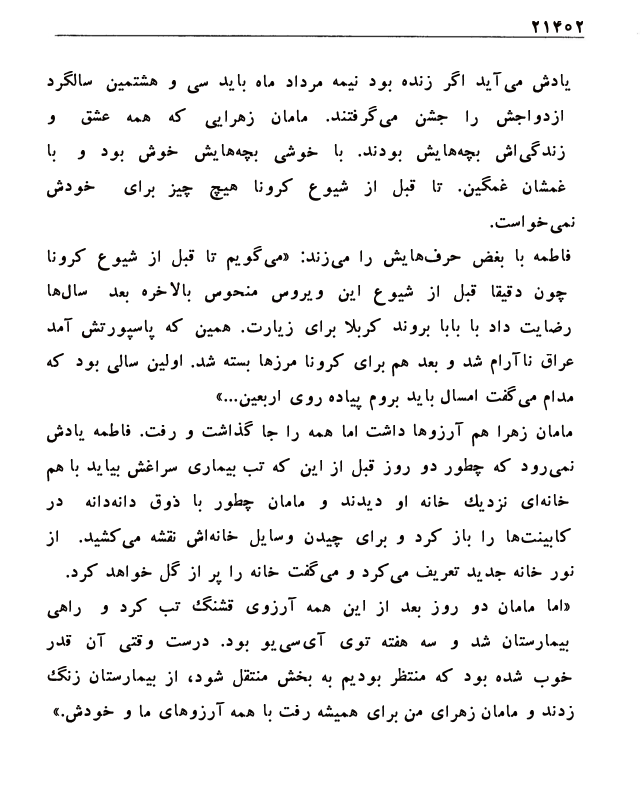 ۲۱۴۰۲
یادش می‌آید اگر زنده بود نیمه مرداد ماه باید سی و هشتمین سالگرد
ازدواجش را جشن می‌گرفتند. مامان زهرایی که همه عشق و
زندگی‌اش بچه‌هایش بودند. با خوشی بچه‌هایش خوش بود و با
غمشان غمگین. تا قبل از شیوع کرونا هیچ چیز برای خودش
نمی‌خواست.
فاطمه با بغض حرف‌هایش را می‌زند: «می‌گویم تا قبل از شیوع کرونا
چون دقیقا قبل از شیوع این ویروس منحوس بالاخره بعد سال‌ها
رضایت داد با بابا بروند کربلا برای زیارت. همین که پاسپورتش آمد
عراق ناآرام شد و بعد هم برای کرونا مرزها بسته شد. اولین سالی بود که
مدام می‌گفت امسال باید بروم پیاده روی اربعین...»
مامان زهرا هم آرزوها داشت اما همه را جا گذاشت و رفت. فاطمه یادش
نمی‌رود که چطور دو روز قبل از این که تب بیماری سراغش بیاید با هم
خانه‌ای نزدیك خانه او دیدند و مامان چطور با ذوق دانه‌دانه در
کابینت‌ها را باز کرد و برای چیدن وسایل خانه‌اش نقشه می‌کشید. از
نور خانه جدید تعریف می‌کرد و می‌گفت خانه را پر از گل خواهد کرد.
«اما مامان دو روز بعد از این همه آرزوی قشنگ تب کرد و راهی
بیمارستان شد و سه هفته توی آی‌سی‌یو بود. درست وقتی آن قدر
خوب شده بود که منتظر بودیم به بخش منتقل شود، از بیمارستان زنگ
زدند و مامان زهرای من برای همیشه رفت با همه آرزوهای ما و خودش.»